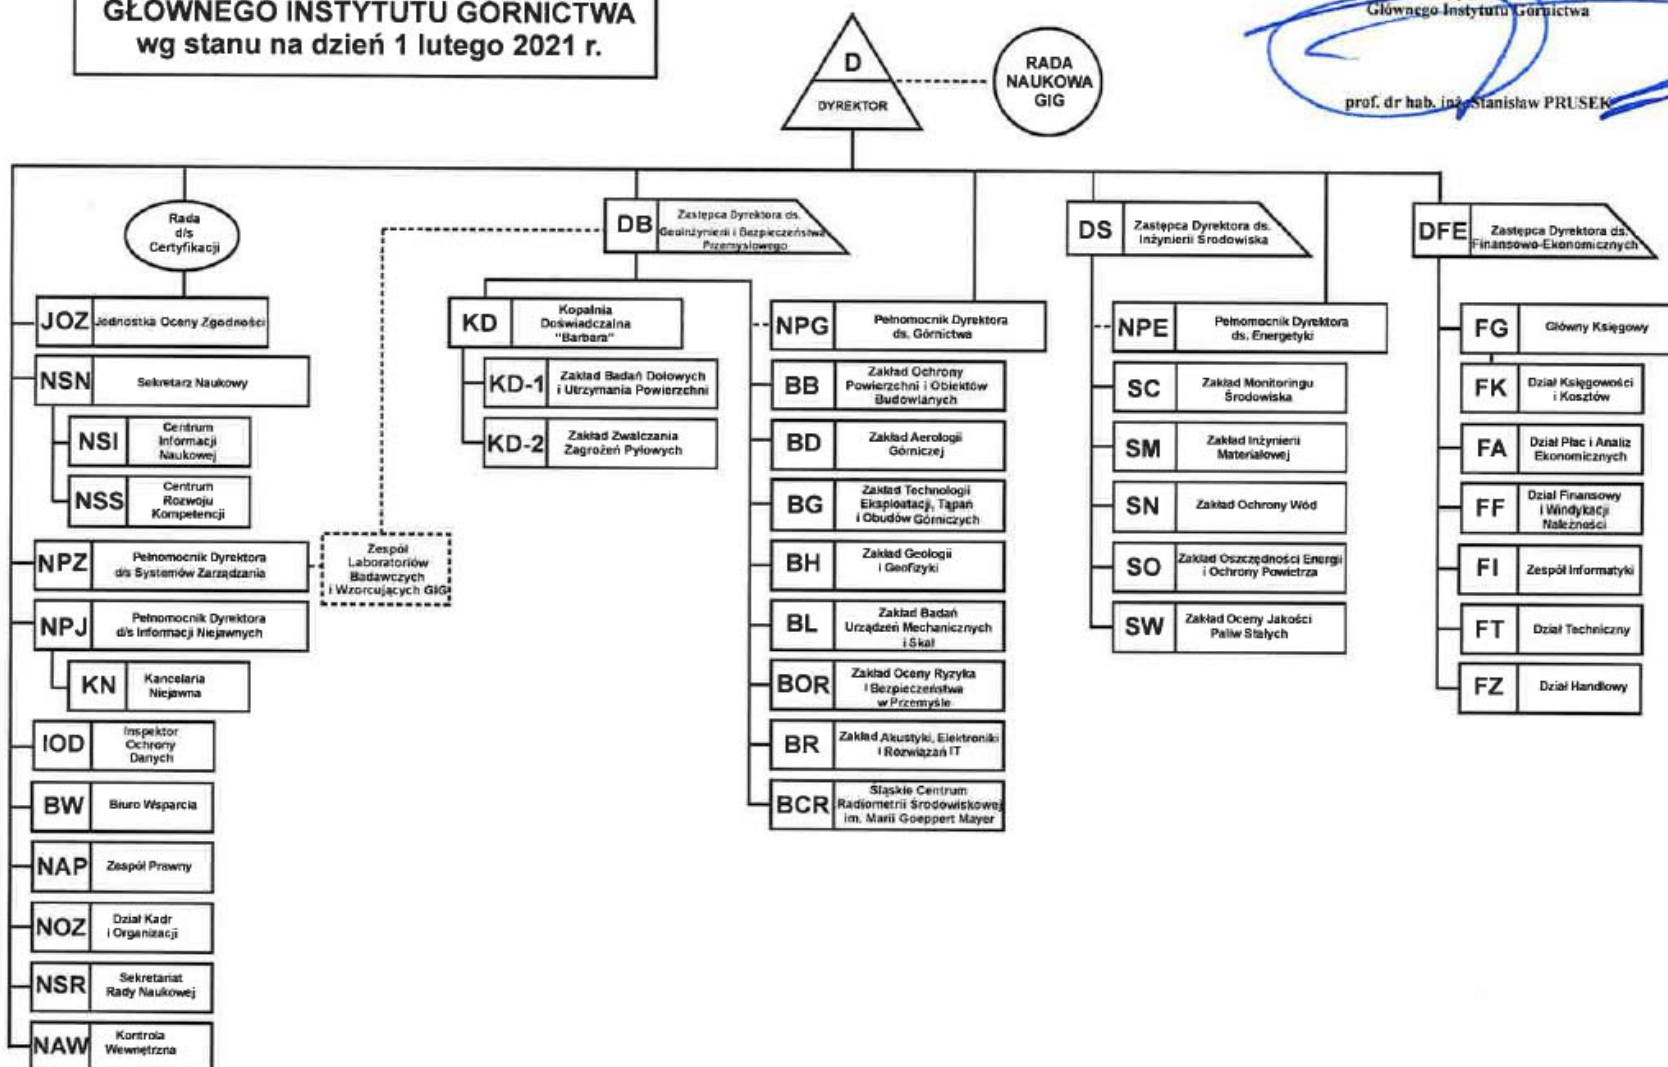 GŁÓWNEGO INSTYTUTU GÓRNICTWA
wg stanu na dzień 1 lutego 2021 r.
Głównego Instytutu Górnictwa
prof. dr hab. inż. Stanisław PRUSEK
D
DYREKTOR
RADA
NAUKOWA
GIG
Rada
d/s
Certyfikacji
JOZ
Jednostka Oceny Zgodności
NSN
Sekretarz Naukowy
NSI
Centrum
Informacji
Naukowej
NSS
Centrum
Rozwoju
Kompetencji
NPZ
Pełnomocnik Dyrektora
d/s Systemów Zarządzania
NPJ
Pełnomocnik Dyrektora
d/s Informacji Niejawnych
KN
Kancelaria
Niejawna
IOD
Inspektor
Ochrony
Danych
BW
Biuro Wsparcia
NAP
Zespół Prawny
NOZ
Dział Kadr
i Organizacji
NSR
Sekretariat
Rady Naukowej
NAW
Kontrola
Wewnętrzna
Zespół
Laboratoriów
Badawczych
i Wzorcujących GIG
DB
Zastępca Dyrektora ds.
Geoinżynierii i Bezpieczeństwa
Przemysłowego
KD
Kopalnia
Doświadczalna
"Barbara"
KD-1
Zakład Badań Dołowych
i Utrzymania Powierzchni
KD-2
Zakład Zwalczania
Zagrożeń Pyłowych
NPG
Pełnomocnik Dyrektora
ds. Górnictwa
BB
Zakład Ochrony
Powierzchni i Obiektów
Budowlanych
BD
Zakład Aerologii
Górniczej
BG
Zakład Technologii
Eksploatacji, Tąpań
i Obudów Górniczych
BH
Zakład Geologii
i Geofizyki
BL
Zakład Badań
Urządzeń Mechanicznych
i Skał
BOR
Zakład Oceny Ryzyka
i Bezpieczeństwa
w Przemyśle
BR
Zakład Akustyki, Elektroniki
i Rozwiązań IT
BCR
Śląskie Centrum
Radiometrii Środowiskowej
im. Marii Goeppert Mayer
DS
Zastępca Dyrektora ds.
Inżynierii Środowiska
NPE
Pełnomocnik Dyrektora
ds. Energetyki
SC
Zakład Monitoringu
Środowiska
SM
Zakład Inżynierii
Materiałowej
SN
Zakład Ochrony Wód
SO
Zakład Oszczędności Energii
i Ochrony Powietrza
SW
Zakład Oceny Jakości
Paliw Stałych
DFE
Zastępca Dyrektora ds.
Finansowo-Ekonomicznych
FG
Główny Księgowy
FK
Dział Księgowości
i Kosztów
FA
Dział Płac i Analiz
Ekonomicznych
FF
Dział Finansowy
i Windykacji
Należności
FI
Zespół Informatyki
FT
Dział Techniczny
FZ
Dział Handlowy